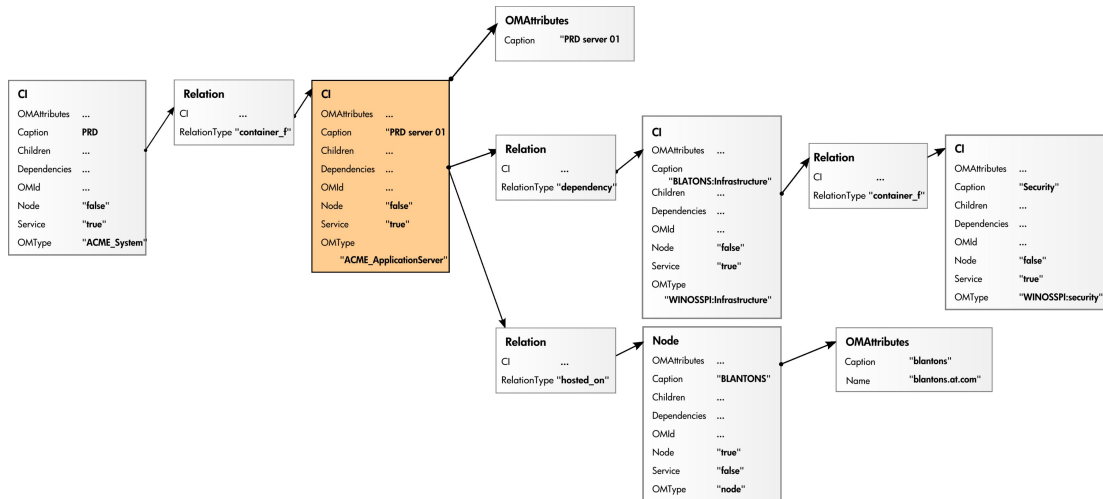 OMAttributes
Caption "PRD server 01
CI
OMAttributes ...
Caption PRD
Children ...
Dependencies ...
OMId ...
Node "false"
Service "true"
OMType "ACME_System"
Relation
CI ...
RelationType "container_f"
CI
OMAttributes ...
Caption "PRD server 01
Children ...
Dependencies ...
OMId ...
Node "false"
Service "true"
OMType
"ACME_ApplicationServer"
Relation
CI ...
RelationType "dependency"
CI
OMAttributes ...
Caption
"BLATONS:Infrastructure"
Children ...
Dependencies ...
OMId ...
Node "false"
Service "true"
OMType
"WINOSSPI:Infrastructure"
Relation
CI ...
RelationType "container_f"
CI
OMAttributes ...
Caption "Security"
Children ...
Dependencies ...
OMId ...
Node "false"
Service "true"
OMType "WINOSSPI:security"
Relation
CI ...
RelationType "hosted_on"
Node
OMAttributes ...
Caption "BLANTONS"
Children ...
Dependencies ...
OMId ...
Node "true"
Service "false"
OMType "node"
OMAttributes
Caption "blantons"
Name "blantons.at.com"